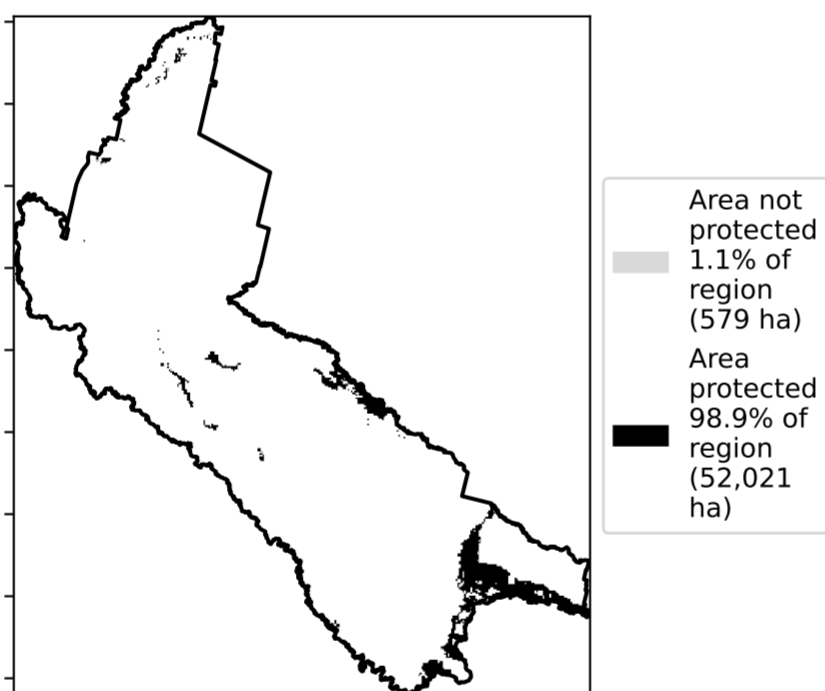 Area not
protected
1.1% of
region
(579 ha)
Area
protected
98.9% of
region
(52,021
ha)